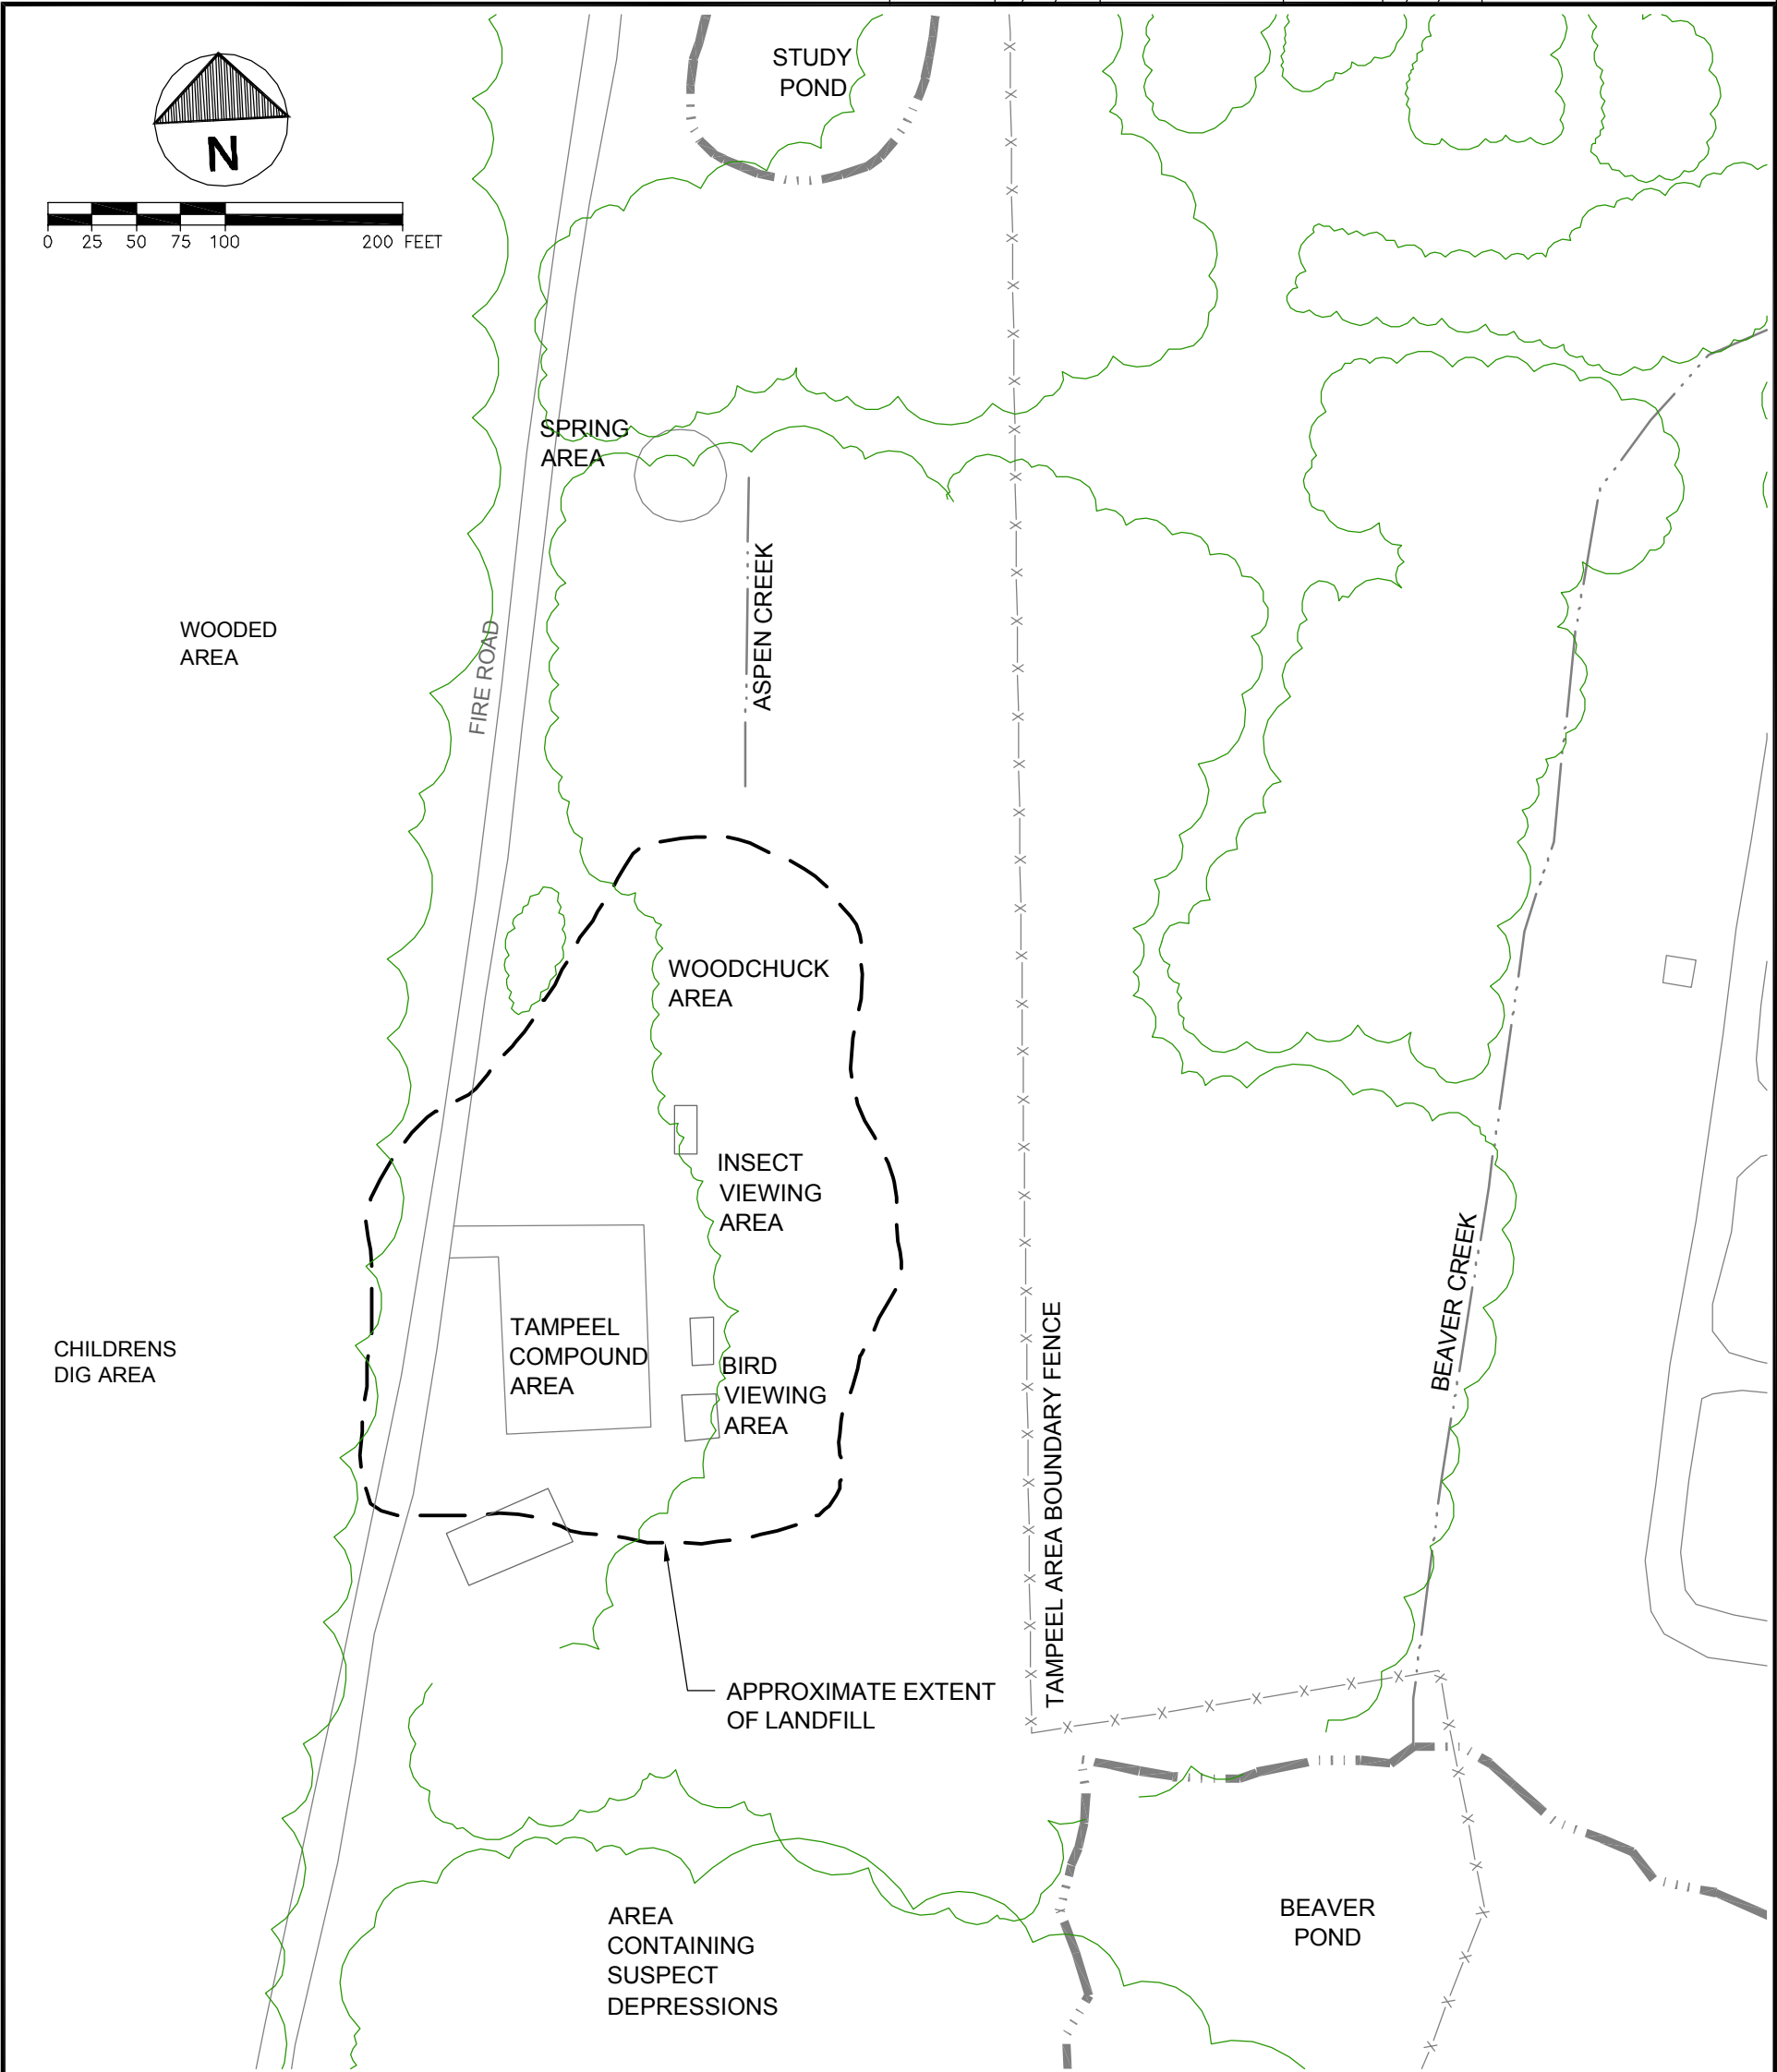 STUDY
POND
N
0 25 50 75 100 200 FEET
SPRING
AREA
ASPEN CREEK
WOODED
AREA
FIRE ROAD
WOODCHUCK
AREA
INSECT
VIEWING
AREA
TAMPEEL
COMPOUND
AREA
BIRD
VIEWING
AREA
CHILDRENS
DIG AREA
TAMPEEL AREA BOUNDARY FENCE
BEAVER CREEK
APPROXIMATE EXTENT
OF LANDFILL
AREA
CONTAINING
SUSPECT
DEPRESSIONS
BEAVER
POND